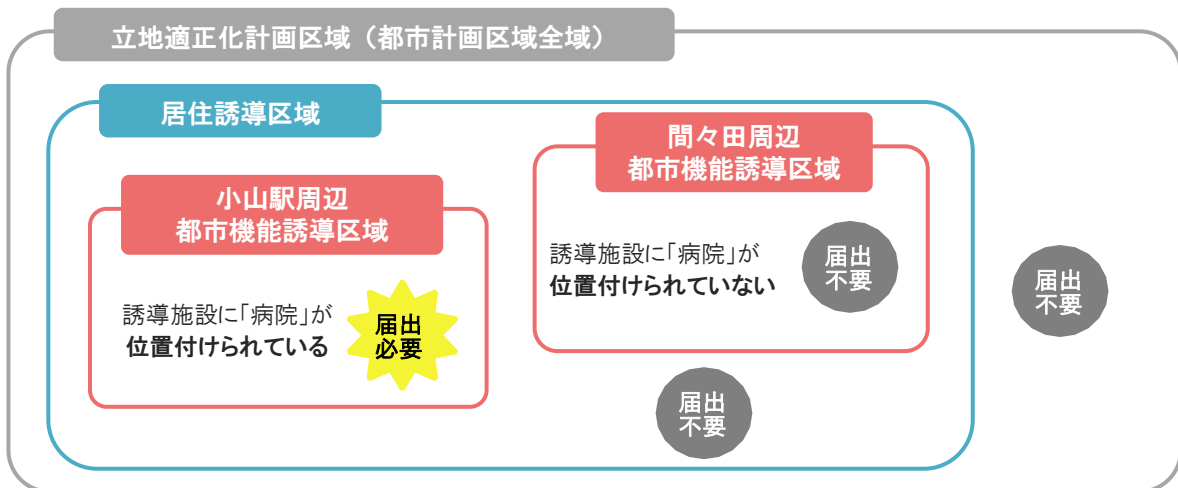 立地適正化計画区域（都市計画区域全域）
居住誘導区域
間々田周辺
都市機能誘導区域
小山駅周辺
都市機能誘導区域
誘導施設に「病院」が
位置付けられていない
届出
不要
届出
不要
誘導施設に「病院」が
位置付けられている
届出
必要
届出
不要